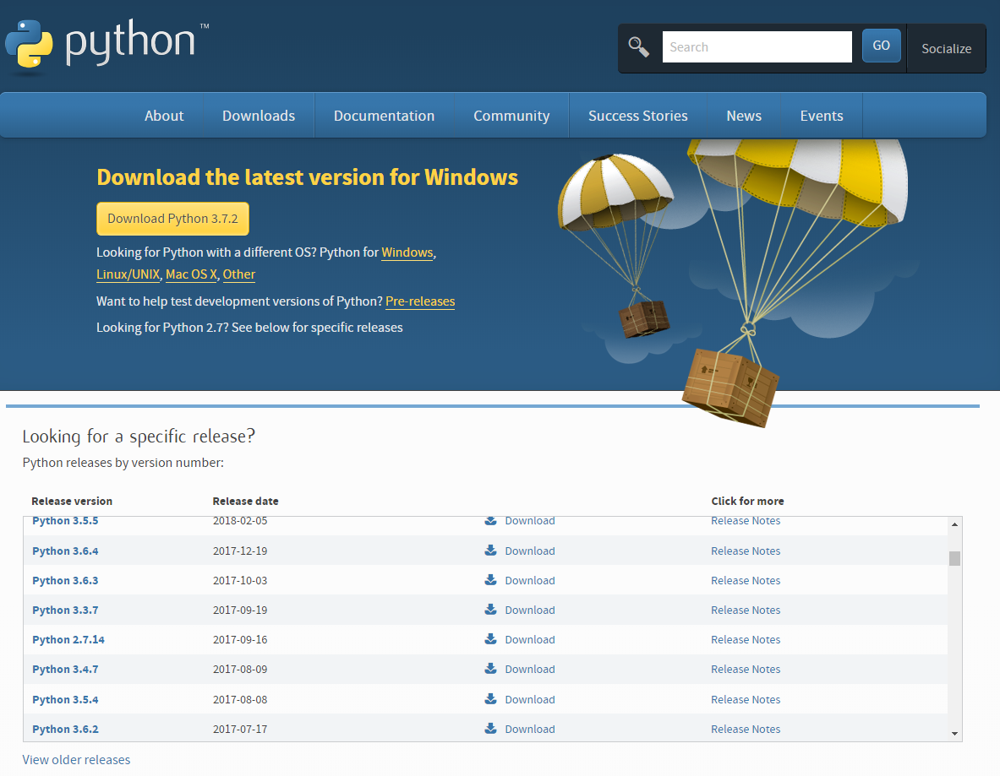 python™
Search
GO
Socialize
About Downloads Documentation Community Success Stories News Events
Download the latest version for Windows
Download Python 3.7.2
Looking for Python with a different OS? Python for Windows,
Linux/UNIX, Mac OS X, Other
Want to help test development versions of Python? Pre-releases
Looking for Python 2.7? See below for specific releases
Looking for a specific release?
Python releases by version number:
Release version Release date Click for more
Python 3.5.5 2018-02-05 Download Release Notes
Python 3.6.4 2017-12-19 Download Release Notes
Python 3.6.3 2017-10-03 Download Release Notes
Python 3.3.7 2017-09-19 Download Release Notes
Python 2.7.14 2017-09-16 Download Release Notes
Python 3.4.7 2017-08-09 Download Release Notes
Python 3.5.4 2017-08-08 Download Release Notes
Python 3.6.2 2017-07-17 Download Release Notes
View older releases